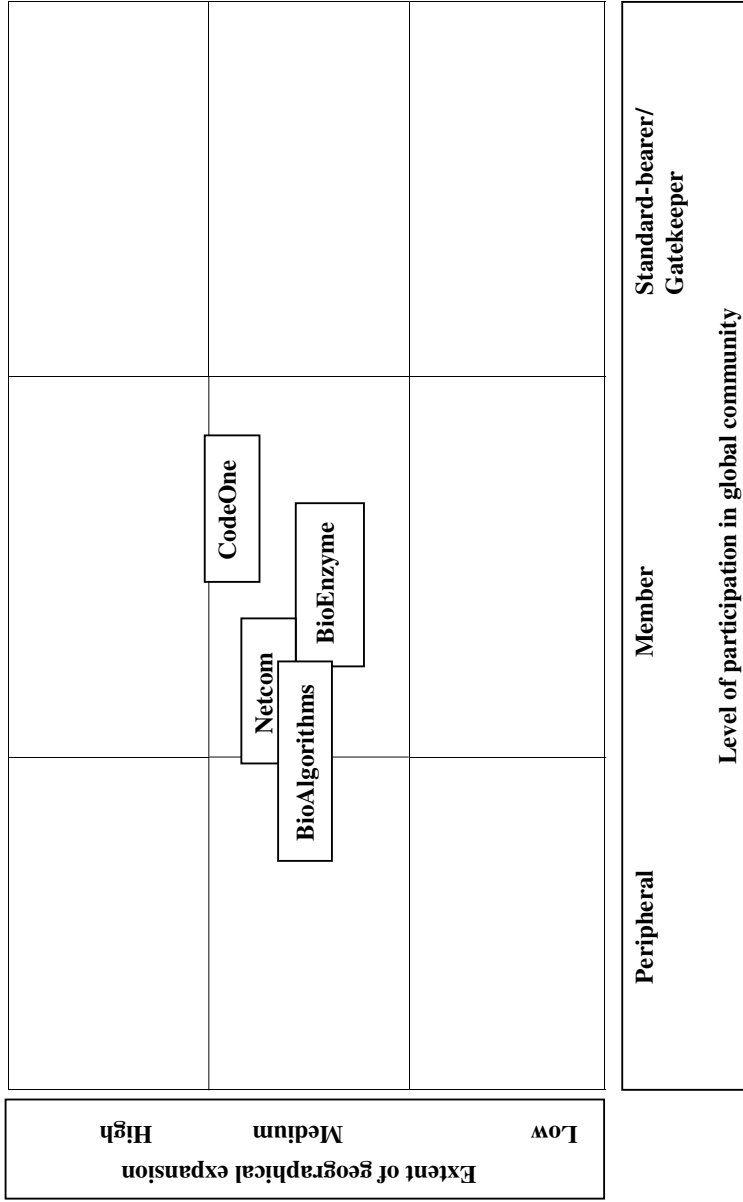 Extent of geographical expansion
High
Medium
Low
CodeOne
Netcom
BioEnzyme
BioAlgorithms
Peripheral
Member
Standard-bearer/
Gatekeeper
Level of participation in global community